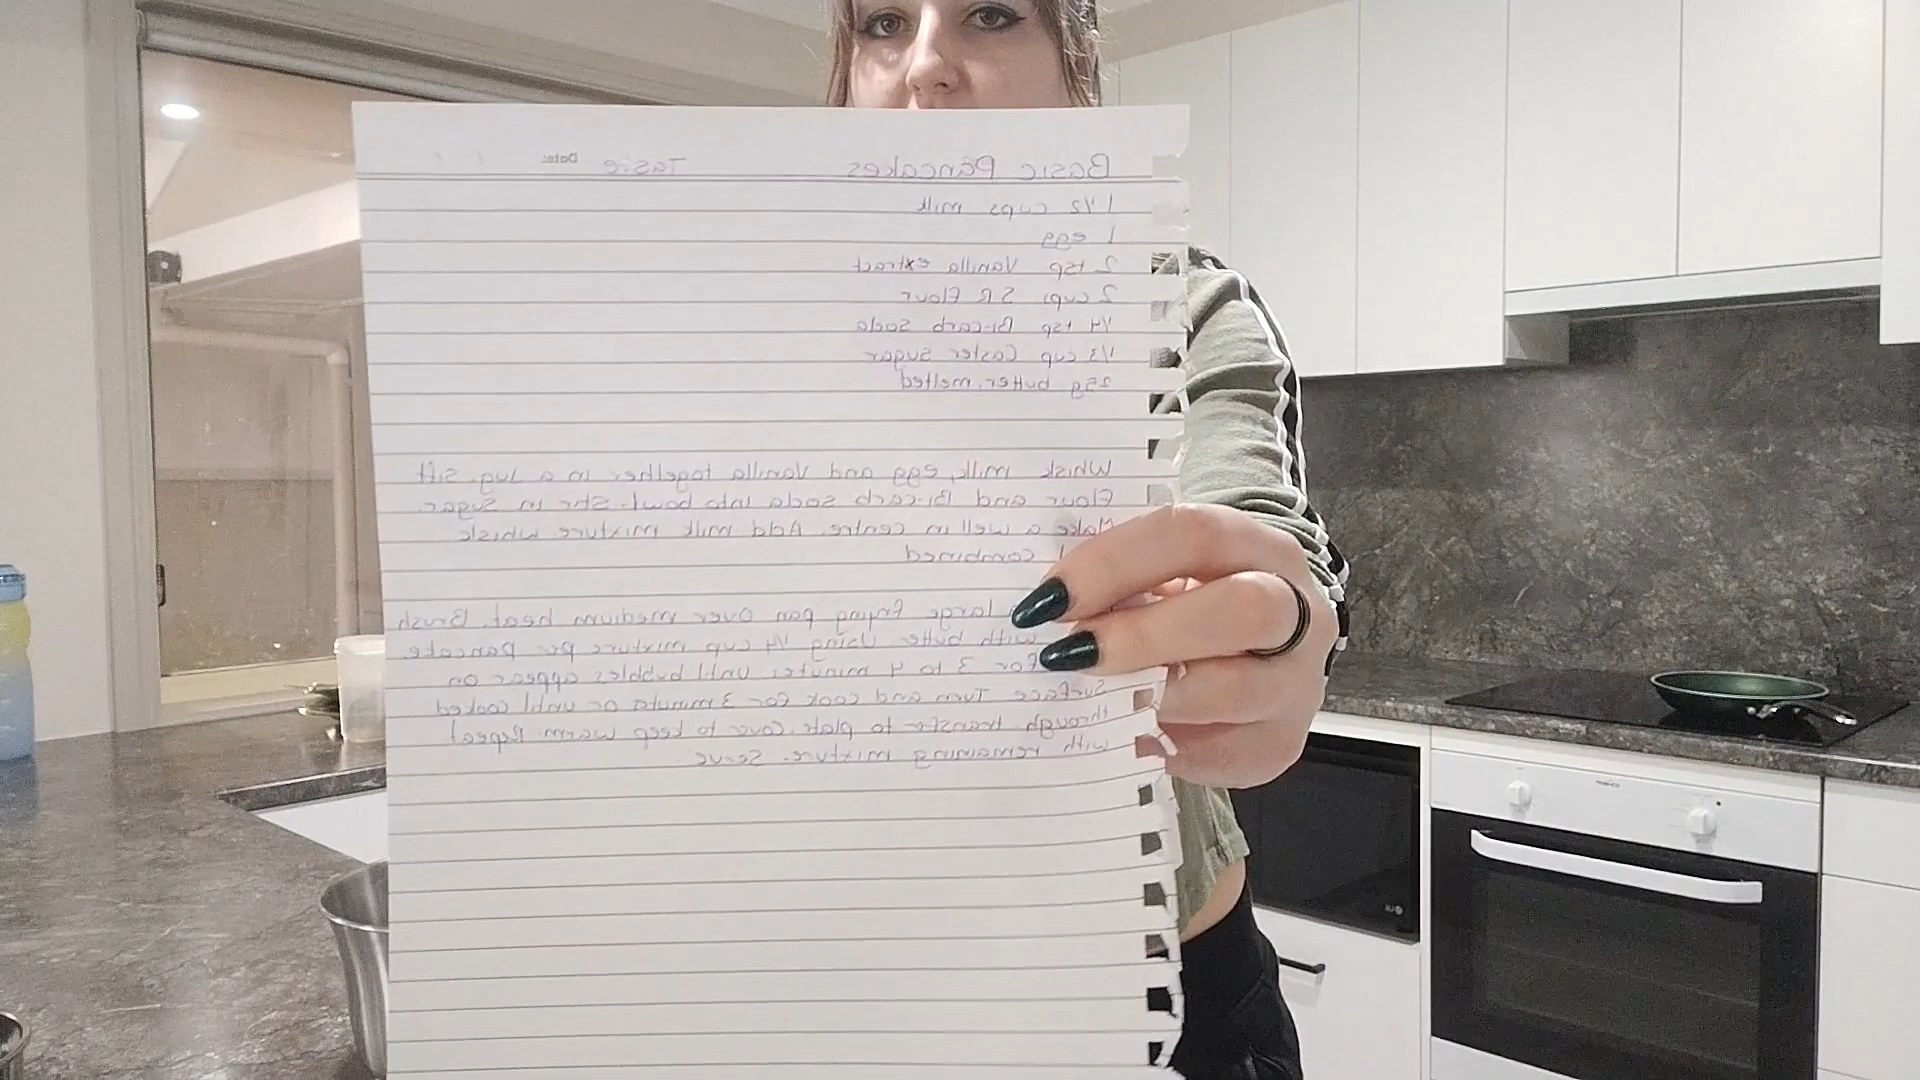 Basic Pancakes Taste Date: / /
1 1/2 cups milk
1 egg
2 tsp Vanilla extract
2 cups SR Flour
1/4 tsp Bi-carb Soda
1/3 cup Caster Sugar
25g butter, melted
Whisk milk, egg and Vanilla together in a Jug. Sift
Flour and Bi-carb soda into bowl. Stir in Sugar
Make a well in centre. Add milk mixture. Whisk
combined
large Frying pan over medium heat. Brush
with butter Using 1/4 cup mixture per pancake
For 3 to 4 minutes until bubbles appear on
Surface Turn and cook for 3 minute or until cooked
through. transfer to plate. Cover to keep warm. Repeat
with remaining mixture. Serve.
LG